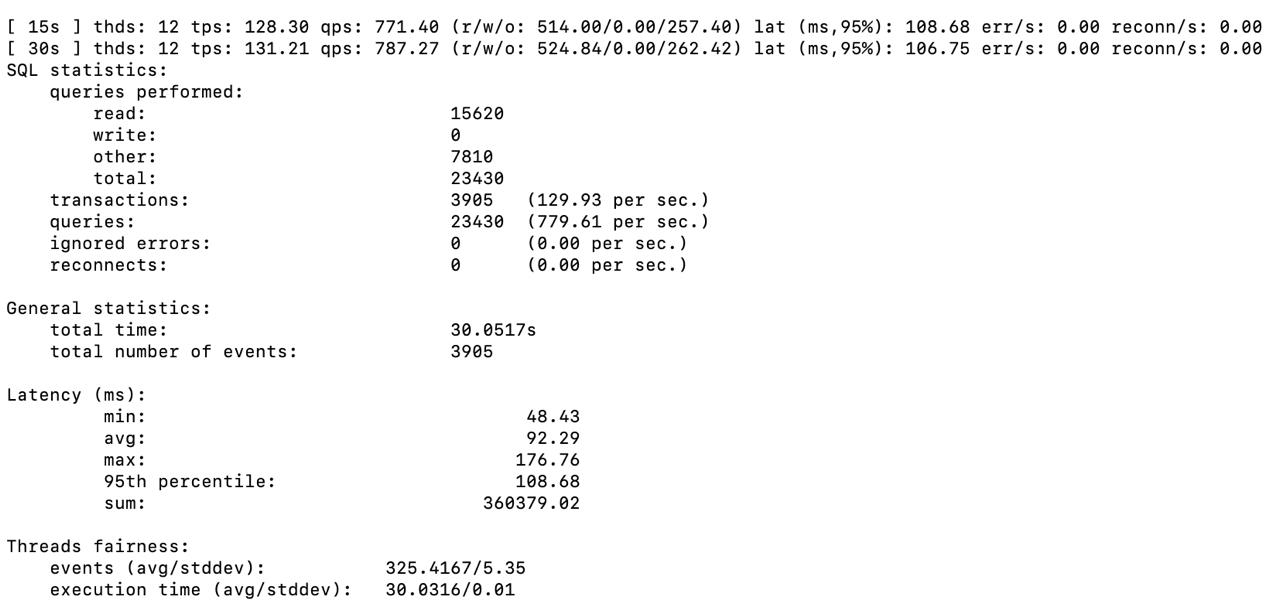 [ 15s ] thds: 12 tps: 128.30 qps: 771.40 (r/w/o: 514.00/0.00/257.40) lat (ms,95%): 108.68 err/s: 0.00 reconn/s: 0.00
[ 30s ] thds: 12 tps: 131.21 qps: 787.27 (r/w/o: 524.84/0.00/262.42) lat (ms,95%): 106.75 err/s: 0.00 reconn/s: 0.00
SQL statistics:
    queries performed:
        read:                            15620
        write:                           0
        other:                           7810
        total:                           23430
    transactions:                        3905   (129.93 per sec.)
    queries:                             23430  (779.61 per sec.)
    ignored errors:                      0      (0.00 per sec.)
    reconnects:                          0      (0.00 per sec.)

General statistics:
    total time:                          30.0517s
    total number of events:              3905

Latency (ms):
         min:                                   48.43
         avg:                                   92.29
         max:                                  176.76
         95th percentile:                      108.68
         sum:                               360379.02

Threads fairness:
    events (avg/stddev):           325.4167/5.35
    execution time (avg/stddev):   30.0316/0.01